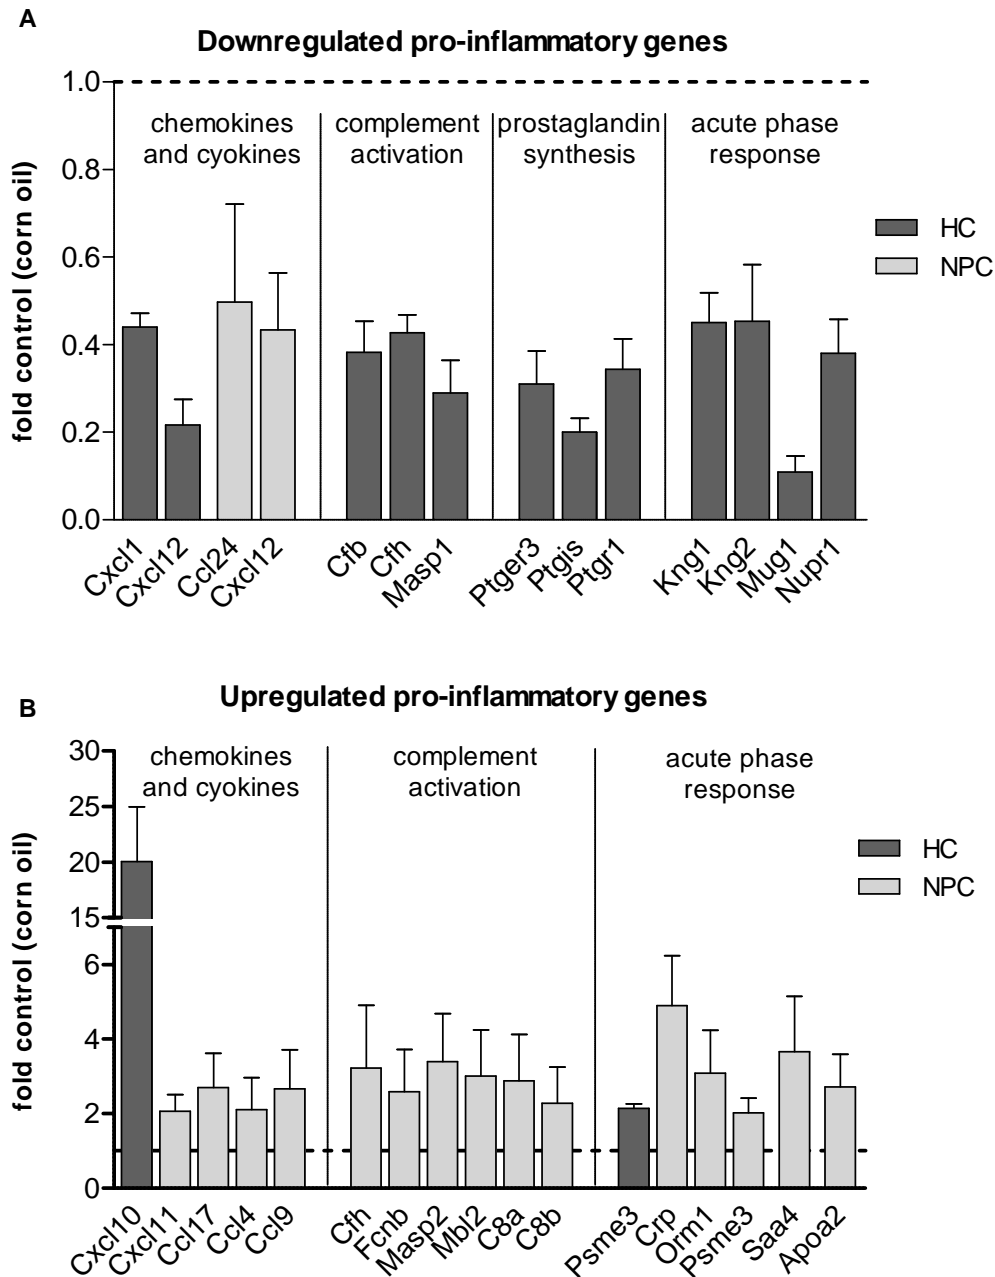 A
Downregulated pro-inflammatory genes
fold control (corn oil)
1.0
0.8
0.6
0.4
0.2
0.0
chemokines
and cyokines
complement
activation
prostaglandin
synthesis
acute phase
response
HC
NPC
Cxcl1
Cxcl12
Ccl24
Cxcl12
Cfb
Cfh
Masp1
Ptger3
Ptgis
Ptgr1
Kng1
Kng2
Mug1
Nupr1
B
Upregulated pro-inflammatory genes
fold control (corn oil)
30
25
20
15
6
4
2
0
chemokines
and cyokines
complement
activation
acute phase
response
HC
NPC
Cxcl10
Cxcl11
Ccl17
Ccl4
Ccl9
Cfh
Fcnb
Masp2
Mbl2
C8a
C8b
Psme3
Crp
Orm1
Psme3
Saa4
Apoa2